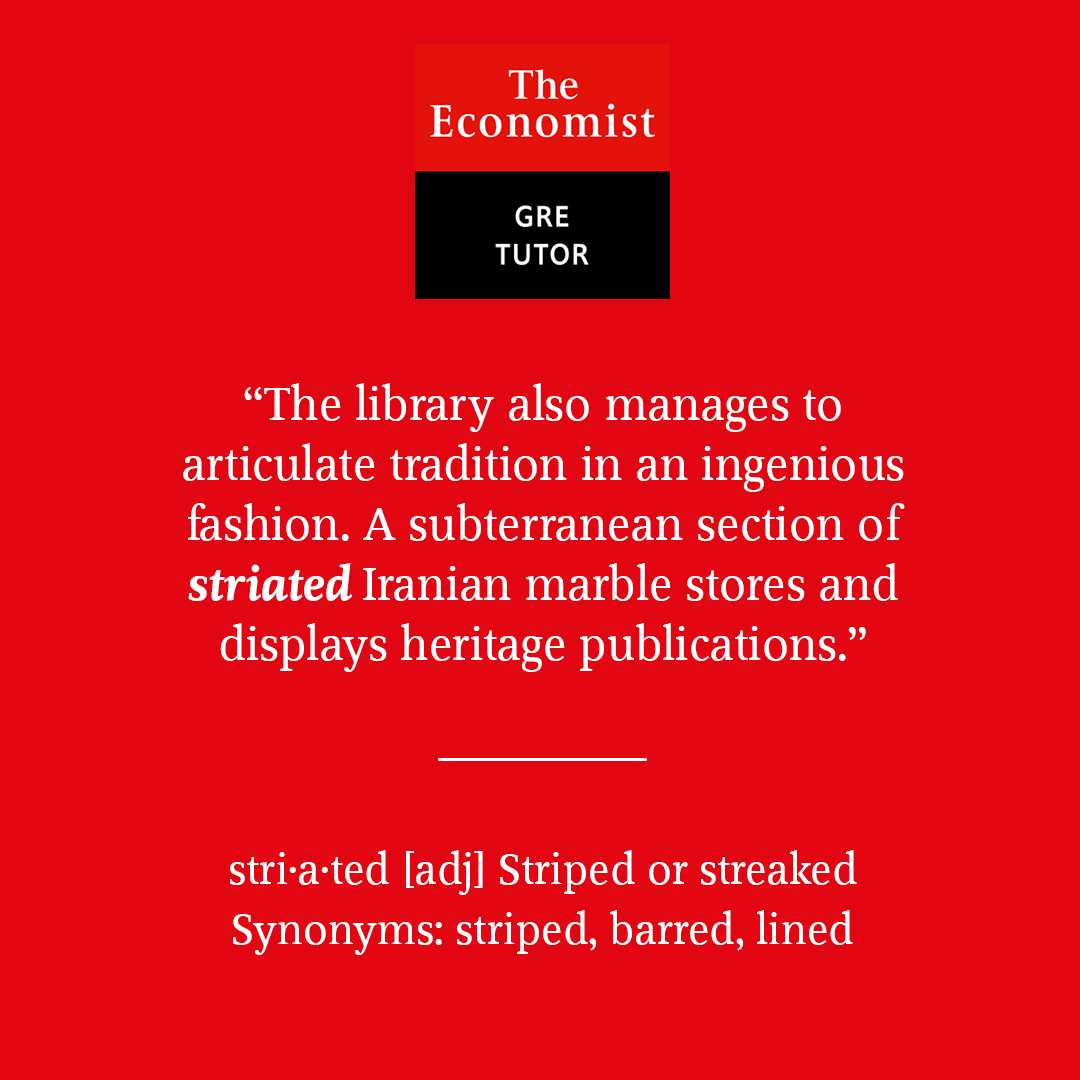 The
Economist
GRE
TUTOR
“The library also manages to
articulate tradition in an ingenious
fashion. A subterranean section of
striated Iranian marble stores and
displays heritage publications.”
stri·a·ted [adj] Striped or streaked
Synonyms: striped, barred, lined